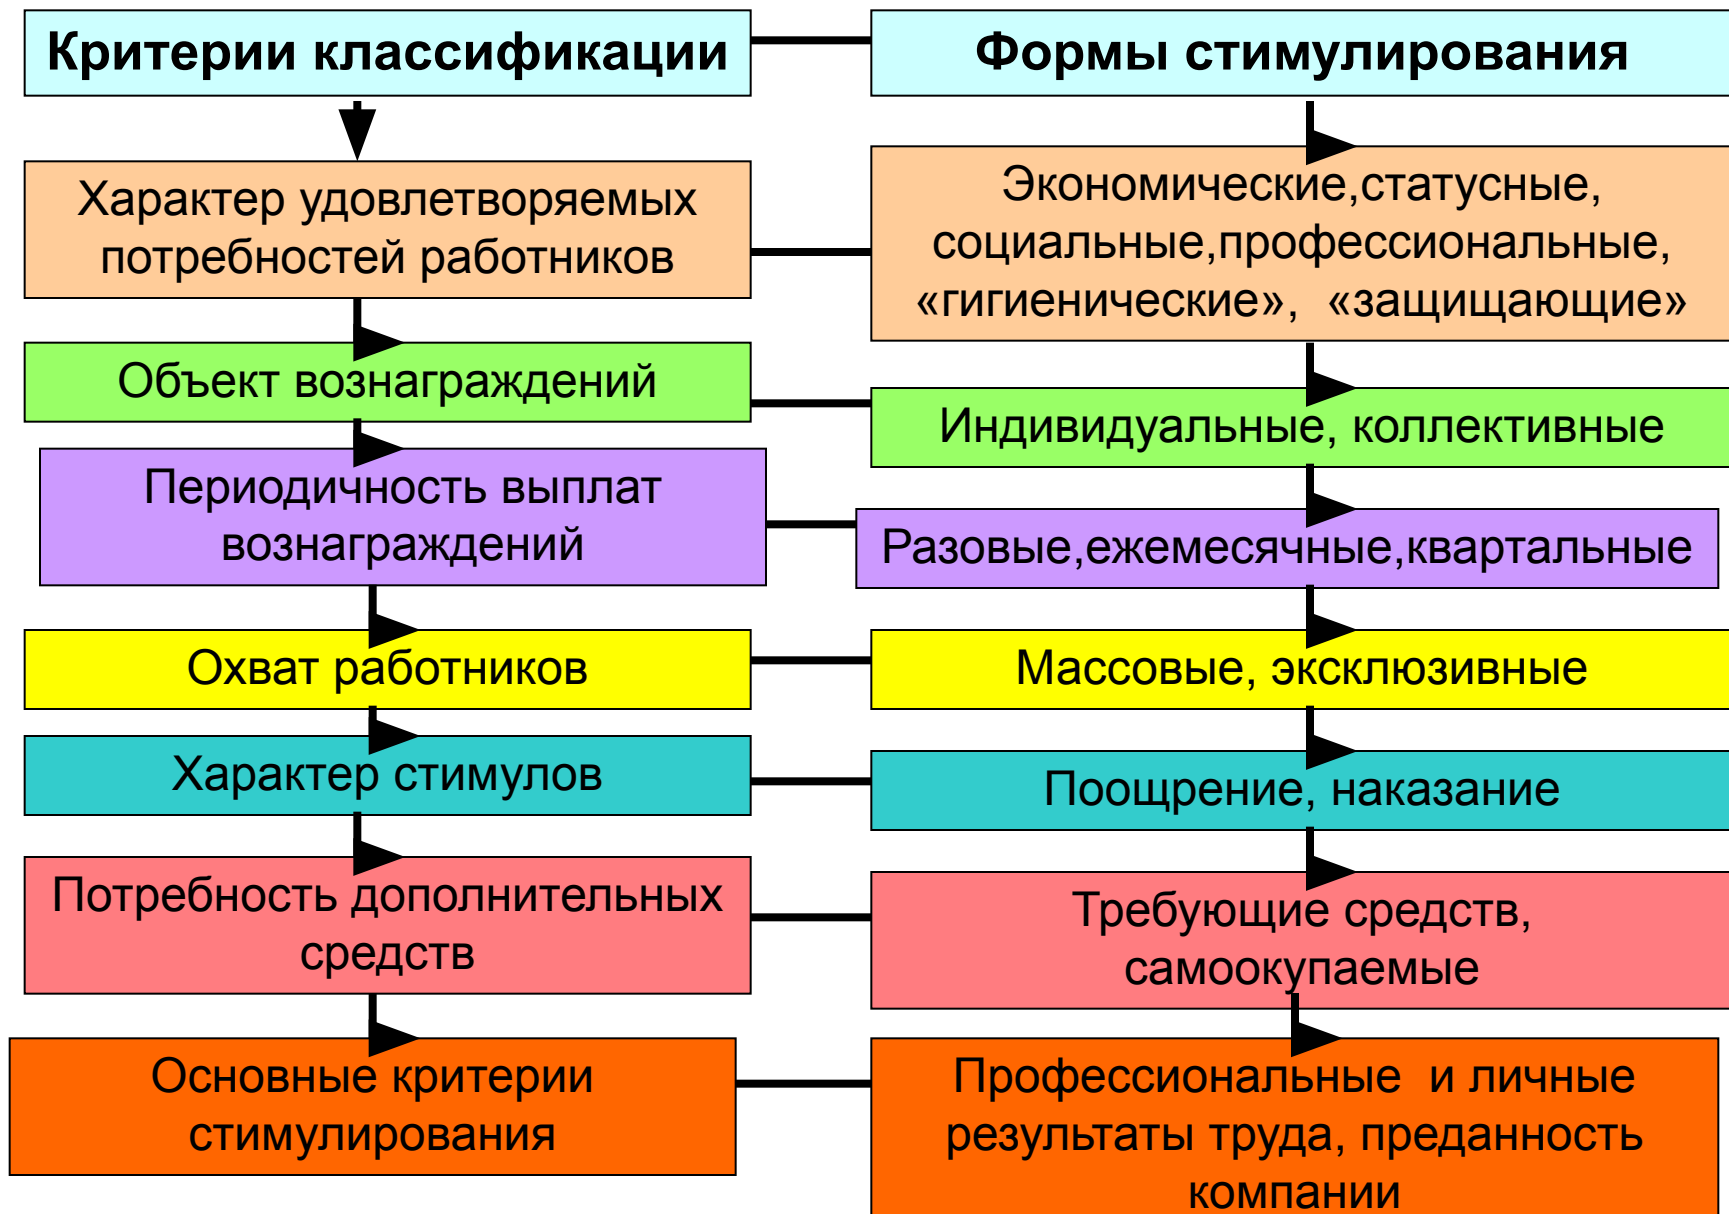 Критерии классификации
Формы стимулирования
Характер удовлетворяемых
потребностей работников
Экономические,статусные,
социальные,профессиональные,
«гигиенические», «защищающие»
Объект вознаграждений
Индивидуальные, коллективные
Периодичность выплат
вознаграждений
Разовые,ежемесячные,квартальные
Охват работников
Массовые, эксклюзивные
Характер стимулов
Поощрение, наказание
Потребность дополнительных
средств
Требующие средств,
самоокупаемые
Основные критерии
стимулирования
Профессиональные и личные
результаты труда, преданность
компании